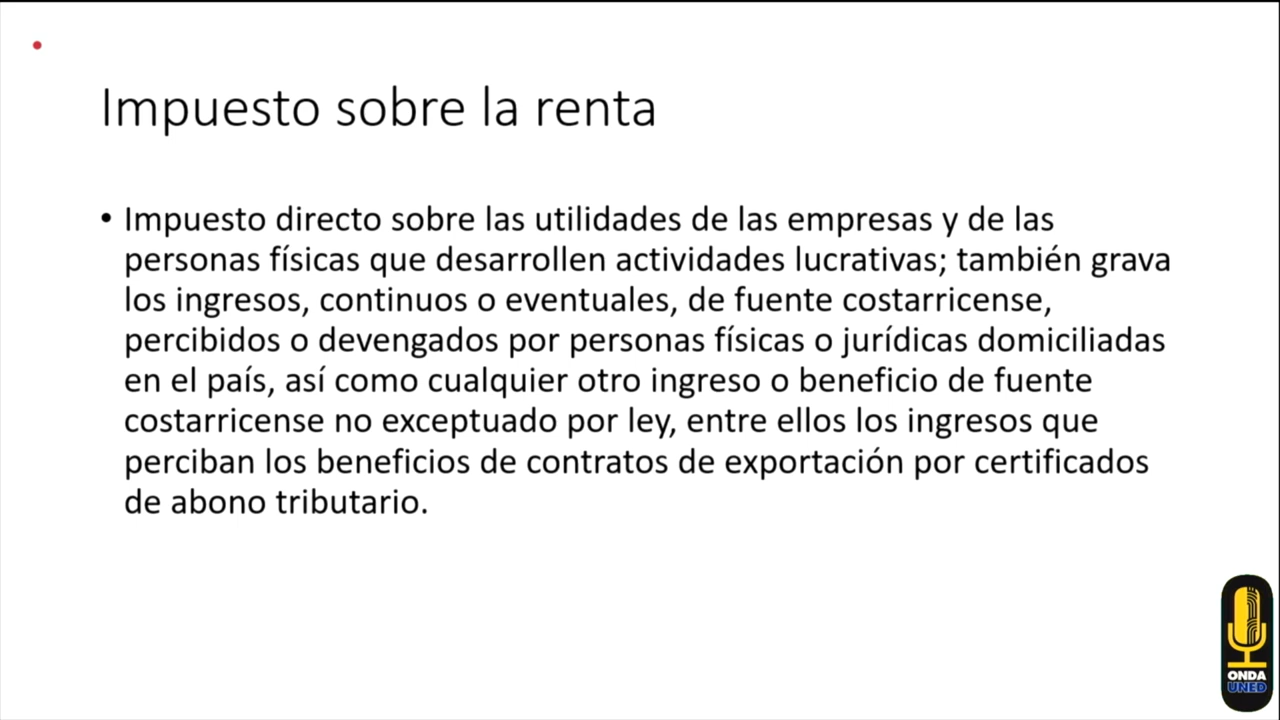 Impuesto sobre la renta
• Impuesto directo sobre las utilidades de las empresas y de las
personas físicas que desarrollen actividades lucrativas; también grava
los ingresos, continuos o eventuales, de fuente costarricense,
percibidos o devengados por personas físicas o jurídicas domiciliadas
en el país, así como cualquier otro ingreso o beneficio de fuente
costarricense no exceptuado por ley, entre ellos los ingresos que
perciban los beneficios de contratos de exportación por certificados
de abono tributario.
ONDA
UNED